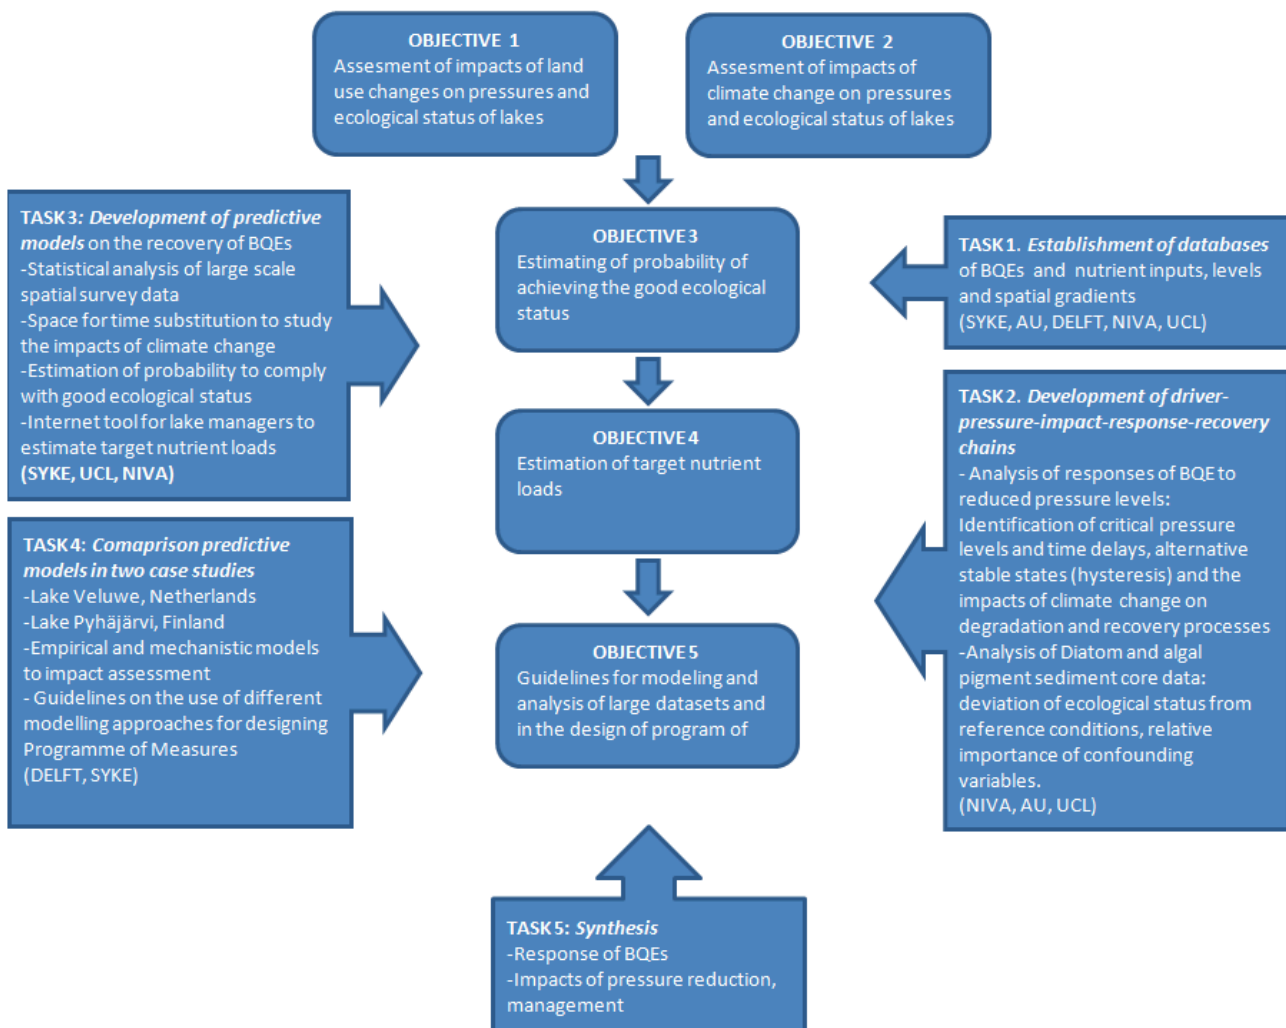 OBJECTIVE 1
Assesment of impacts of land
use changes on pressures and
ecological status of lakes
OBJECTIVE 2
Assesment of impacts of
climate change on pressures
and ecological status of lakes
TASK3: Development of predictive
models on the recovery of BQEs
-Statistical analysis of large scale
spatial survey data
-Space for time substitution to study
the impacts of climate change
-Estimation of probability to comply
with good ecological status
-Internet tool for lake managers to
estimate target nutrient loads
(SYKE, UCL, NIVA)
OBJECTIVE 3
Estimating of probability of
achieving the good ecological
status
TASK1. Establishment of databases
of BQEs and nutrient inputs, levels
and spatial gradients
(SYKE, AU, DELFT, NIVA, UCL)
OBJECTIVE 4
Estimation of target nutrient
loads
TASK2. Development of driver-
pressure-impact-response-recovery
chains
- Analysis of responses of BQE to
reduced pressure levels:
Identification of critical pressure
levels and time delays, alternative
stable states (hysteresis) and the
impacts of climate change on
degradation and recovery processes
-Analysis of Diatom and algal
pigment sediment core data:
deviation of ecological status from
reference conditions, relative
importance of confounding
variables.
(NIVA, AU, UCL)
TASK4: Comaprison predictive
models in two case studies
-Lake Veluwe, Netherlands
-Lake Pyhäjärvi, Finland
-Empirical and mechanistic models
to impact assessment
- Guidelines on the use of different
modelling approaches for designing
Programme of Measures
(DELFT, SYKE)
OBJECTIVE 5
Guidelines for modeling and
analysis of large datasets and
in the design of program of
TASK5: Synthesis
-Response of BQEs
-Impacts of pressure reduction,
management